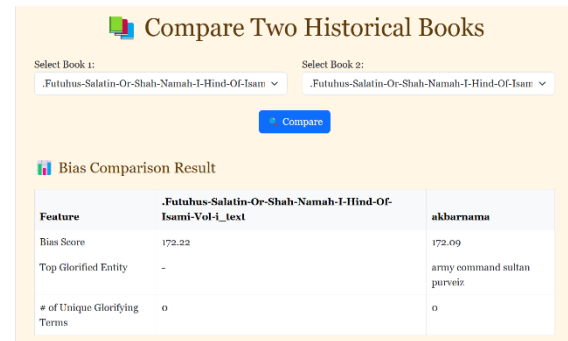 Compare Two Historical Books
Select Book 1:
Select Book 2:
.Futuhus-Salatin-Or-Shah-Namah-I-Hind-Of-Isam
.Futuhus-Salatin-Or-Shah-Namah-I-Hind-Of-Isam
Compare
Bias Comparison Result
Feature
.Futuhus-Salatin-Or-Shah-Namah-I-Hind-Of-
Isami-Vol-i_text
akbarnama
Bias Score
172.22
172.09
Top Glorified Entity
-
army command sultan
purveiz
# of Unique Glorifying
Terms
0
0